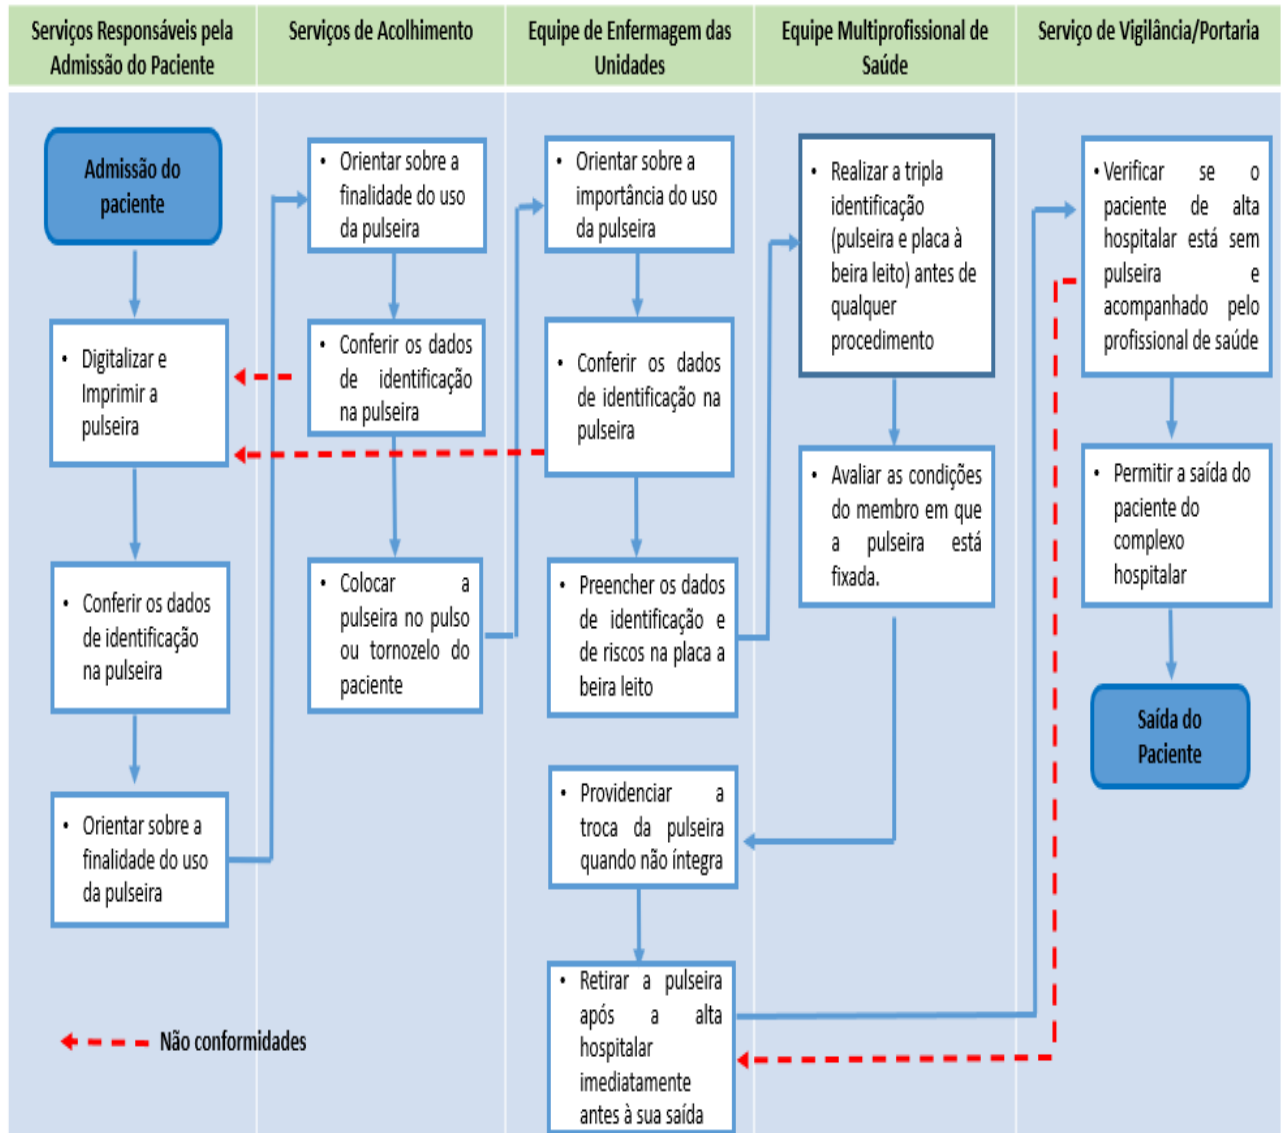 Serviços Responsáveis pela
Admissão do Paciente
Serviços de Acolhimento
Equipe de Enfermagem das
Unidades
Equipe Multiprofissional de
Saúde
Serviço de Vigilância/Portaria
Admissão do
paciente
• Digitalizar e
Imprimir a
pulseira
• Conferir os dados
de identificação
na pulseira
• Orientar sobre a
finalidade do uso
da pulseira
• Orientar sobre a
finalidade do uso
da pulseira
• Conferir os dados
de identificação
na pulseira
• Colocar a
pulseira no pulso
ou tornozelo do
paciente
• Orientar sobre a
importância do uso
da pulseira
• Conferir os dados
de identificação na
pulseira
• Preencher os dados
de identificação e
de riscos na placa a
beira leito
• Providenciar a
troca da pulseira
quando não íntegra
• Retirar a pulseira
após a alta
hospitalar
imediatamente
antes à sua saída
• Realizar a tripla
identificação
(pulseira e placa à
beira leito) antes de
qualquer
procedimento
• Avaliar as condições
do membro em que
a pulseira está
fixada.
• Verificar se o
paciente de alta
hospitalar está sem
pulseira e
acompanhado pelo
profissional de saúde
• Permitir a saída do
paciente do
complexo
hospitalar
Saída do
Paciente
Não conformidades